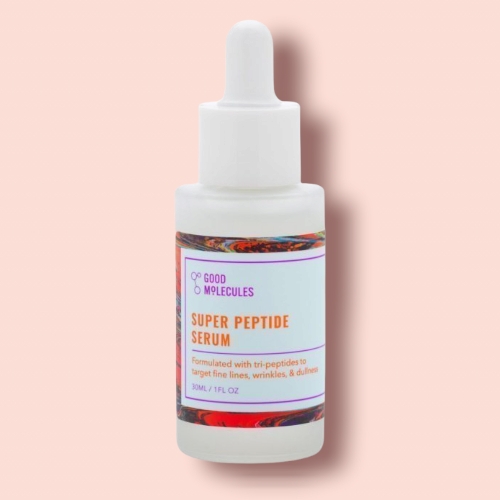 GOOD
MOLECULES
SUPER PEPTIDE
SERUM
Formulated with tri-peptides to
target fine lines, wrinkles, & dullness
30ML / 1FL OZ